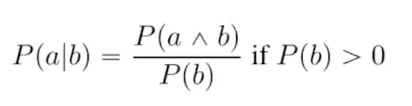 P(a|b) = P(a ∧ b) / P(b) if P(b) > 0